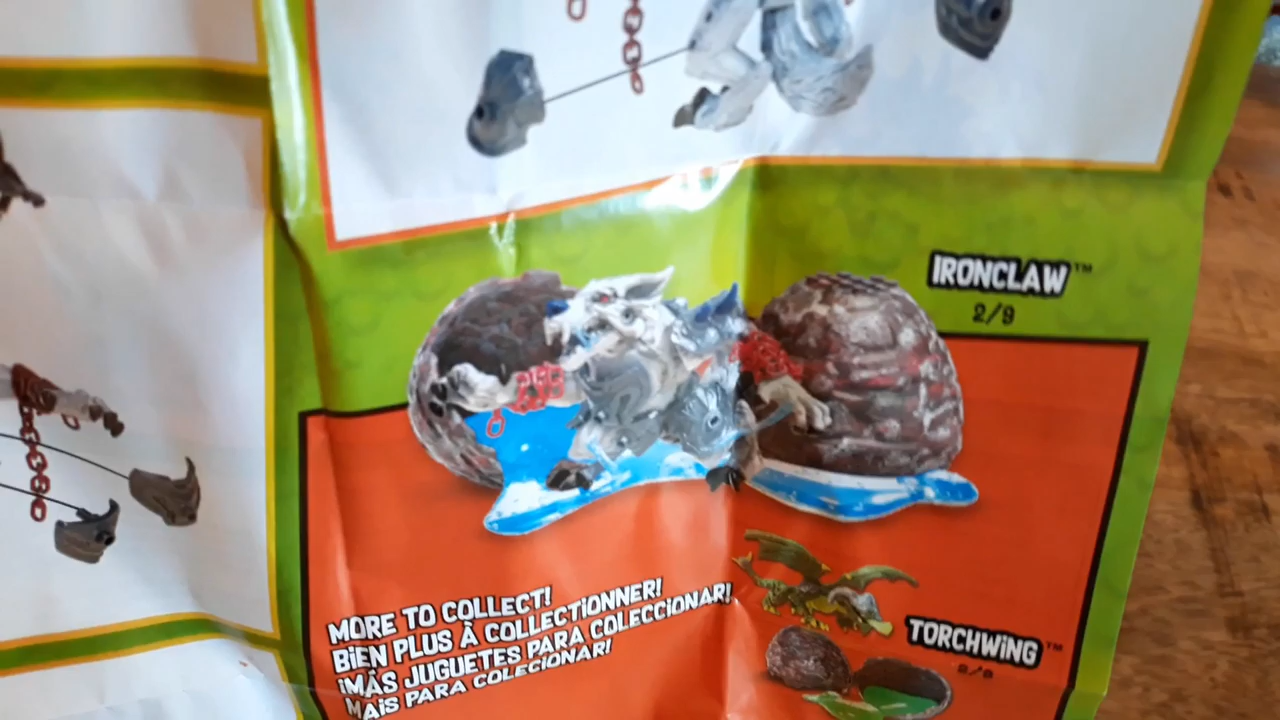 IRONCLAW™
2/9
MORE TO COLLECT!
BIEN PLUS À COLLECTIONNER!
¡MÁS JUGUETES PARA COLECCIONAR!
MAIS PARA COLECIONAR!
TORCHWING™